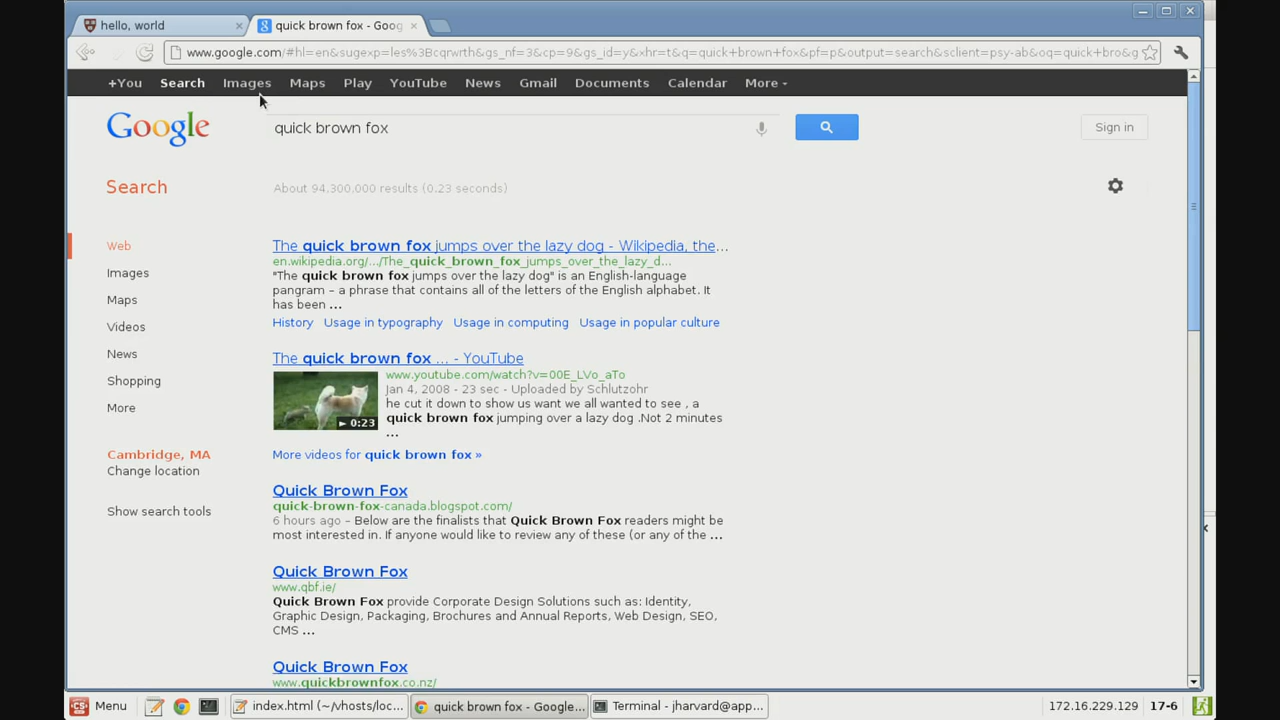 hello, world
quick brown fox - Goog
www.google.com/#hl=en&sugexp=les%3Bcqrwrth&gs_nf=3&cp=9&gs_id=y&xhr=t&q=quick+brown+fox&pf=p&output=search&sclient=psy-ab&oq=quick+bro&g
+You Search Images Maps Play YouTube News Gmail Documents Calendar More
Google
quick brown fox
Sign in
Search
About 94,300,000 results (0.23 seconds)
Web
Images
Maps
Videos
News
Shopping
More
Cambridge, MA
Change location
Show search tools
The quick brown fox jumps over the lazy dog - Wikipedia, the...
en.wikipedia.org/.../The_quick_brown_fox_jumps_over_the_lazy_d...
"The quick brown fox jumps over the lazy dog" is an English-language
pangram – a phrase that contains all of the letters of the English alphabet. It
has been ...
History Usage in typography Usage in computing Usage in popular culture
The quick brown fox ... - YouTube
www.youtube.com/watch?v=00E_LVo_aTo
Jan 4, 2008 - 23 sec - Uploaded by Schlutzohr
he cut it down to show us want we all wanted to see , a
quick brown fox jumping over a lazy dog .Not 2 minutes
...
► 0:23
More videos for quick brown fox »
Quick Brown Fox
quick-brown-fox-canada.blogspot.com/
6 hours ago – Below are the finalists that Quick Brown Fox readers might be
most interested in. If anyone would like to review any of these (or any of the ...
Quick Brown Fox
www.qbf.ie/
Quick Brown Fox provide Corporate Design Solutions such as: Identity,
Graphic Design, Packaging, Brochures and Annual Reports, Web Design, SEO,
CMS ...
Quick Brown Fox
www.quickbrownfox.co.nz/
Menu
index.html (~/vhosts/loc...
quick brown fox - Google...
Terminal - jharvard@app...
172.16.229.129 17-6